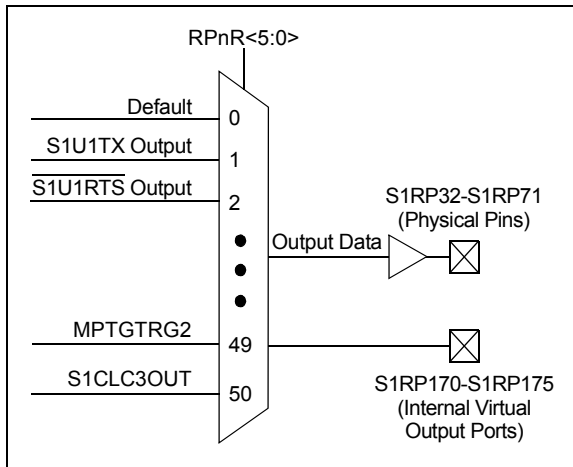 RPnR<5:0>
Default
0
S1U1TX Output
1
S1U1RTS Output
2
S1RP32-S1RP71
(Physical Pins)
Output Data
MPTGTRG2
49
S1CLC3OUT
50
S1RP170-S1RP175
(Internal Virtual
Output Ports)